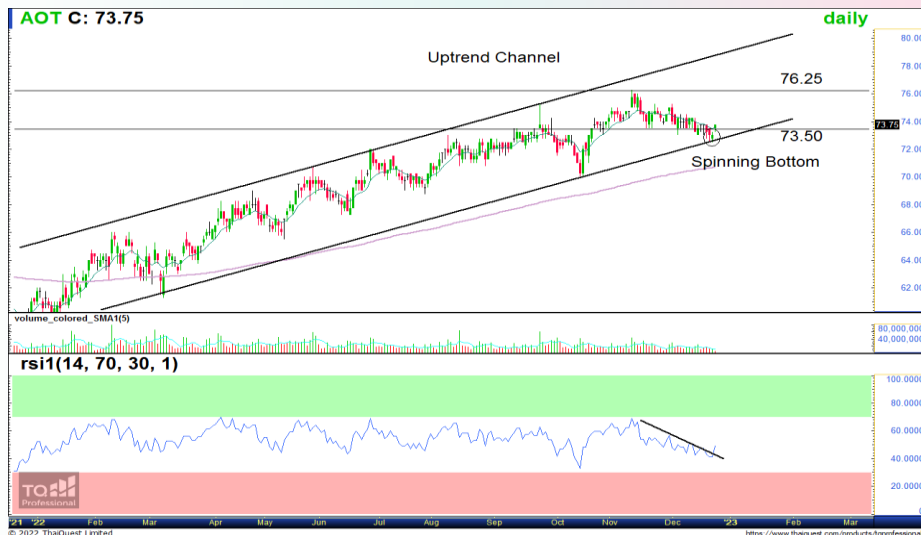 AOT C: 73.75
daily
Uptrend Channel
80.00
78.00
76.25
76.00
74.00
73.75
73.50
72.00
Spinning Bottom
70.00
68.00
66.00
64.00
62.00
volume_colored_SMA1(5)
80,000,000
40,000,000
rsi1(14, 70, 30, 1)
100.0000
80.0000
60.0000
40.0000
20.0000
TQ
Professional
'21 '22 Feb Mar Apr May Jun Jul Aug Sep Oct Nov Dec '23 Feb Mar
© 2022 ThaiQuest Limited
https://www.thaiquest.com/products/tqprofessional